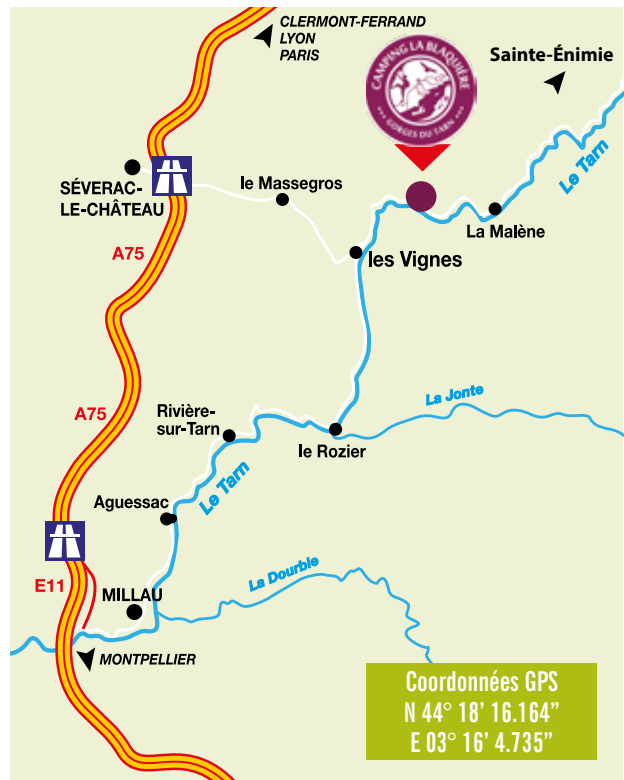 CLERMONT-FERRAND
LYON
PARIS
CAMPING LA BLAQUIÈRE
GORGES DU TARN
Sainte-Énimie
Le Tarn
SÉVERAC-
LE-CHÂTEAU
le Massegros
La Malène
A75
les Vignes
La Jonte
A75
Rivière-
sur-Tarn
le Rozier
Le Tarn
Aguessac
E11
MILLAU
La Dourbie
MONTPELLIER
Coordonnées GPS
N 44° 18’ 16.164”
E 03° 16’ 4.735”